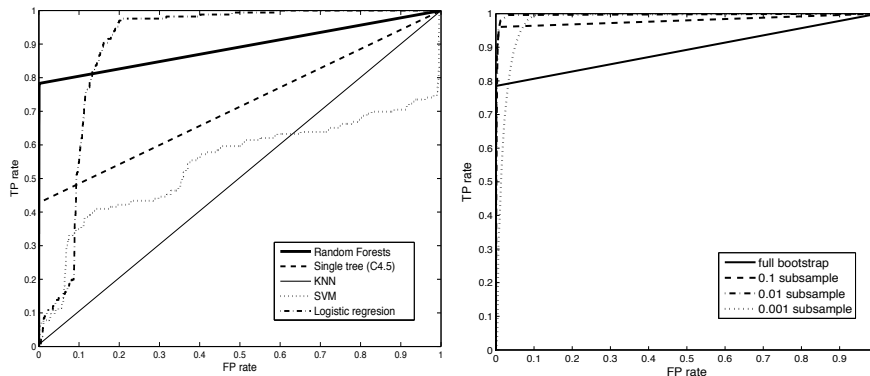 1
0.9
0.8
0.7
0.6
0.5
0.4
0.3
0.2
0.1
0
TP rate
0 0.1 0.2 0.3 0.4 0.5 0.6 0.7 0.8 0.9 1
FP rate
Random Forests
Single tree (C4.5)
KNN
SVM
Logistic regresion
1
0.9
0.8
0.7
0.6
0.5
0.4
0.3
0.2
0.1
0
TP rate
0 0.1 0.2 0.3 0.4 0.5 0.6 0.7 0.8 0.9
FP rate
full bootstrap
0.1 subsample
0.01 subsample
0.001 subsample